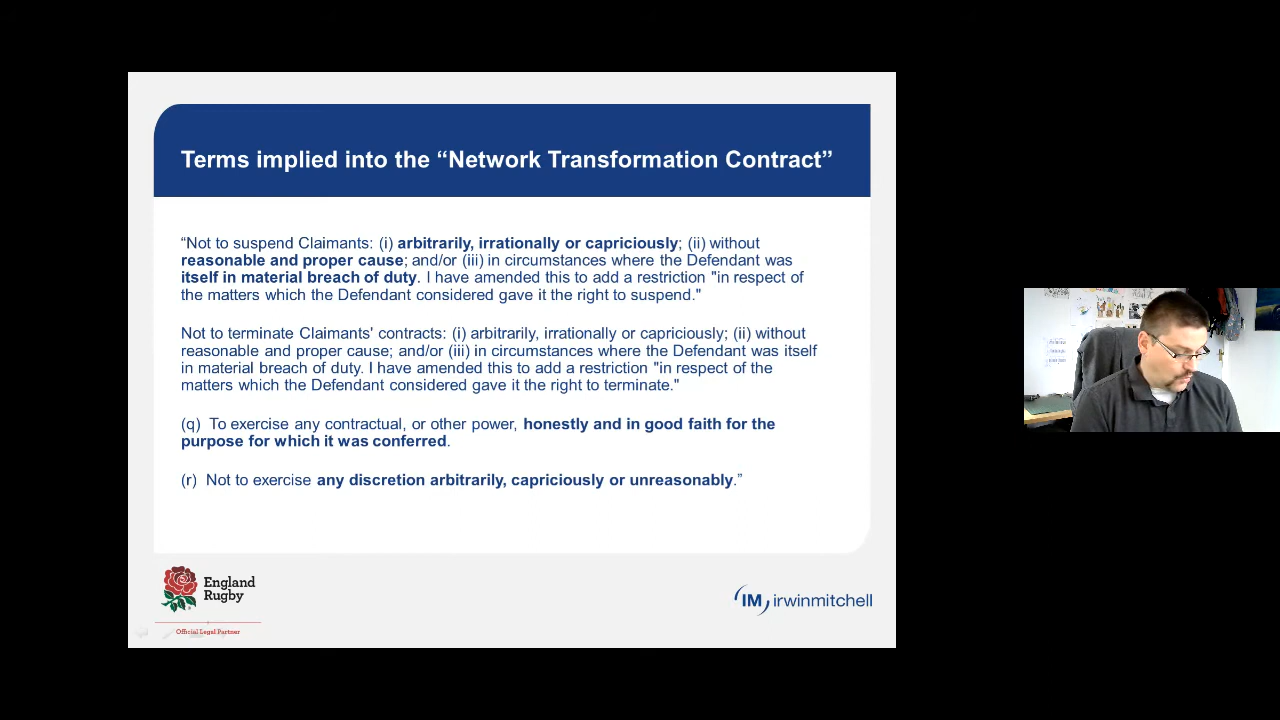 Terms implied into the “Network Transformation Contract”
“Not to suspend Claimants: (i) arbitrarily, irrationally or capriciously; (ii) without
reasonable and proper cause; and/or (iii) in circumstances where the Defendant was
itself in material breach of duty. I have amended this to add a restriction "in respect of
the matters which the Defendant considered gave it the right to suspend."
Not to terminate Claimants' contracts: (i) arbitrarily, irrationally or capriciously; (ii) without
reasonable and proper cause; and/or (iii) in circumstances where the Defendant was itself
in material breach of duty. I have amended this to add a restriction "in respect of the
matters which the Defendant considered gave it the right to terminate."
(q) To exercise any contractual, or other power, honestly and in good faith for the
purpose for which it was conferred.
(r) Not to exercise any discretion arbitrarily, capriciously or unreasonably.”
England
Rugby
Official Legal Partner
IM irwinmitchell